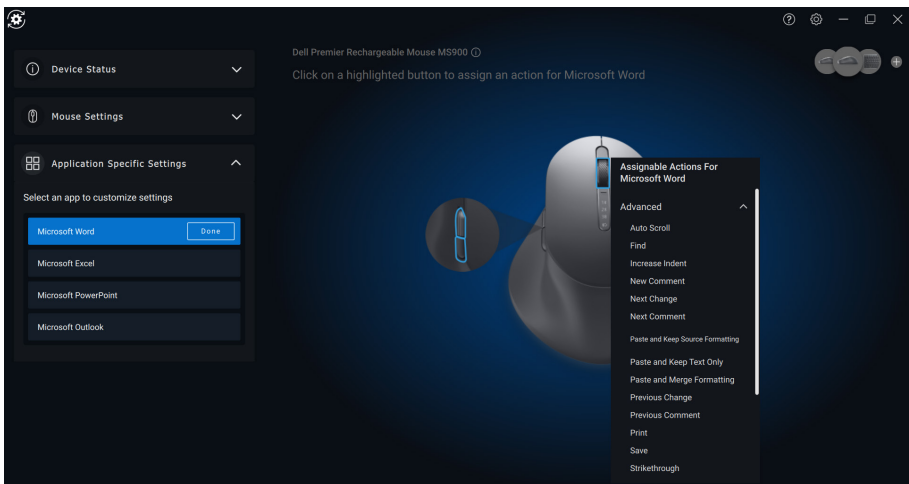 Dell Premier Rechargeable Mouse MS900
Click on a highlighted button to assign an action for Microsoft Word
Device Status
Mouse Settings
Application Specific Settings
Select an app to customize settings
Microsoft Word
Done
Microsoft Excel
Microsoft PowerPoint
Microsoft Outlook
Assignable Actions For
Microsoft Word
Advanced
Auto Scroll
Find
Increase Indent
New Comment
Next Change
Next Comment
Paste and Keep Source Formatting
Paste and Keep Text Only
Paste and Merge Formatting
Previous Change
Previous Comment
Print
Save
Strikethrough